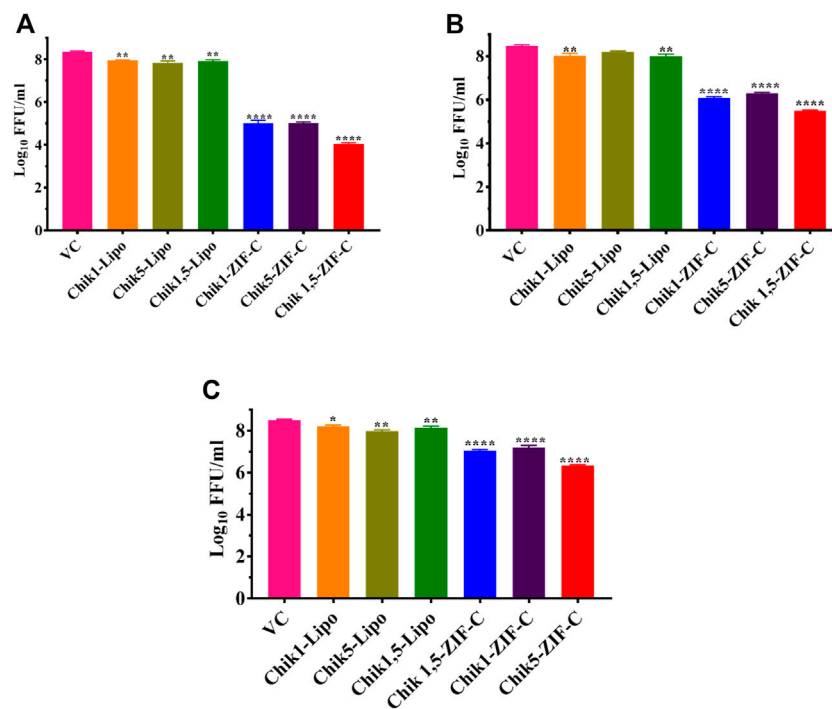 A
Log10 FFU/ml
8
6
4
2
0
**
**
**
****
****
****
VC
Chik1-Lipo
Chik5-Lipo
Chik1,5-Lipo
Chik1-ZIF-C
Chik5-ZIF-C
Chik 1,5-ZIF-C
B
Log10 FFU/ml
8
6
4
2
0
**
**
****
****
****
VC
Chik1-Lipo
Chik5-Lipo
Chik1,5-Lipo
Chik1-ZIF-C
Chik5-ZIF-C
Chik 1,5-ZIF-C
C
Log10 FFU/ml
8
6
4
2
0
*
**
**
****
****
****
VC
Chik1-Lipo
Chik5-Lipo
Chik1,5-Lipo
Chik 1,5-ZIF-C
Chik1-ZIF-C
Chik5-ZIF-C